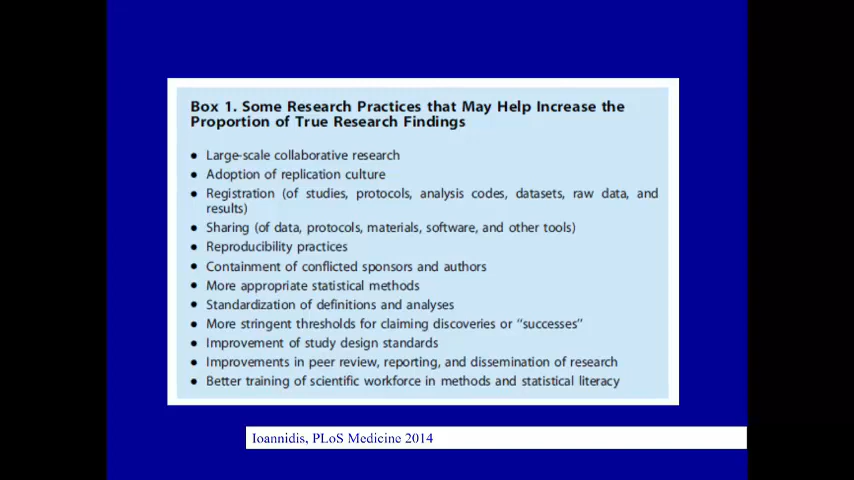 Box 1. Some Research Practices that May Help Increase the
Proportion of True Research Findings
● Large-scale collaborative research
● Adoption of replication culture
● Registration (of studies, protocols, analysis codes, datasets, raw data, and
results)
● Sharing (of data, protocols, materials, software, and other tools)
● Reproducibility practices
● Containment of conflicted sponsors and authors
● More appropriate statistical methods
● Standardization of definitions and analyses
● More stringent thresholds for claiming discoveries or ‘‘successes’’
● Improvement of study design standards
● Improvements in peer review, reporting, and dissemination of research
● Better training of scientific workforce in methods and statistical literacy
Ioannidis, PLoS Medicine 2014